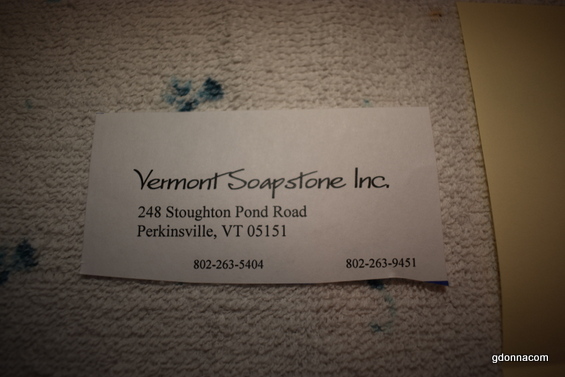 Vermont Soapstone Inc.
248 Stoughton Pond Road
Perkinsville, VT 05151
802-263-5404 802-263-9451
gdonnacom